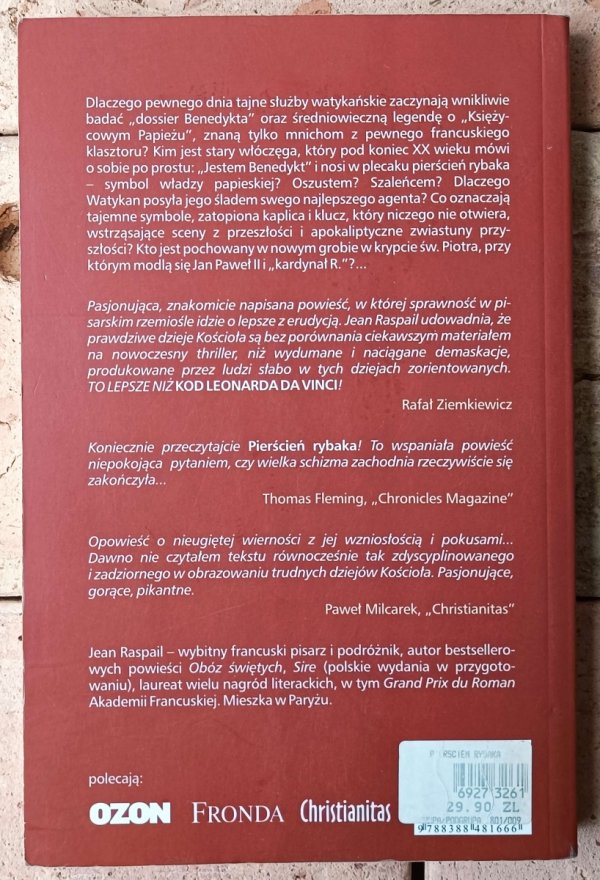 Dlaczego pewnego dnia tajne służby watykańskie zaczynają wnikliwie
badać „dossier Benedykta” oraz średniowieczną legendę o „Księży-
cowym Papieżu”, znaną tylko mnichom z pewnego francuskiego
klasztoru? Kim jest stary włóczęga, który pod koniec XX wieku mówi
o sobie po prostu: „Jestem Benedykt” i nosi w plecaku pierścień rybaka
– symbol władzy papieskiej? Oszustem? Szaleńcem? Dlaczego
Watykan posyła jego śladem swego najlepszego agenta? Co oznaczają
tajemne symbole, zatopiona kaplica i klucz, który niczego nie otwiera,
wstrząsające sceny z przeszłości i apokaliptyczne zwiastuny przy-
szłości? Kto jest pochowany w nowym grobie w krypcie św. Piotra, przy
którym modlą się Jan Paweł II i „kardynał R.”?...
Pasjonująca, znakomicie napisana powieść, w której sprawność w pi-
sarskim rzemiośle idzie o lepsze z erudycją. Jean Raspail udowadnia, że
prawdziwe dzieje Kościoła są bez porównania ciekawszym materiałem
na nowoczesny thriller, niż wydumane i naciągane demaskacje,
produkowane przez ludzi słabo w tych dziejach zorientowanych.
TO LEPSZE NIŻ KOD LEONARDA DA VINCI!
Rafał Ziemkiewicz
Koniecznie przeczytajcie Pierścień rybaka! To wspaniała powieść
niepokojąca pytaniem, czy wielka schizma zachodnia rzeczywiście się
zakończyła...
Thomas Fleming, „Chronicles Magazine”
Opowieść o nieugiętej wierności z jej wzniosłością i pokusami...
Dawno nie czytałem tekstu równocześnie tak zdyscyplinowanego
i zadziornego w obrazowaniu trudnych dziejów Kościoła. Pasjonujące,
gorące, pikantne.
Paweł Milcarek, „Christianitas”
Jean Raspail – wybitny francuski pisarz i podróżnik, autor bestsellero-
wych powieści Obóz świętych, Sire (polskie wydania w przygoto-
waniu), laureat wielu nagród literackich, w tym Grand Prix du Roman
Akademii Francuskiej. Mieszka w Paryżu.
polecają:
OZON FRONDA Christianitas
PIERSCIEN RYBAKA
6927 3261
29.90 ZL
GRUPA/PODGRUPA 801/009
9 788388 481666